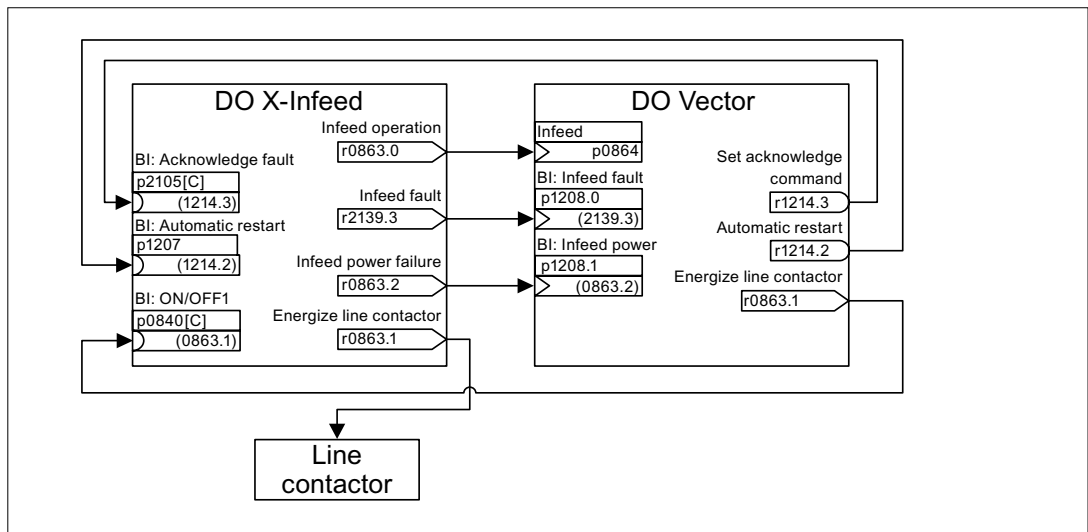 DO X-Infeed
Infeed operation
r0863.0
BI: Acknowledge fault
p2105[C]
(1214.3)
Infeed fault
r2139.3
BI: Automatic restart
p1207
(1214.2)
Infeed power failure
r0863.2
BI: ON/OFF1
p0840[C]
(0863.1)
Energize line contactor
r0863.1
DO Vector
Infeed
p0864
BI: Infeed fault
p1208.0
(2139.3)
BI: Infeed power
p1208.1
(0863.2)
Set acknowledge
command
r1214.3
Automatic restart
r1214.2
Energize line contactor
r0863.1
Line
contactor